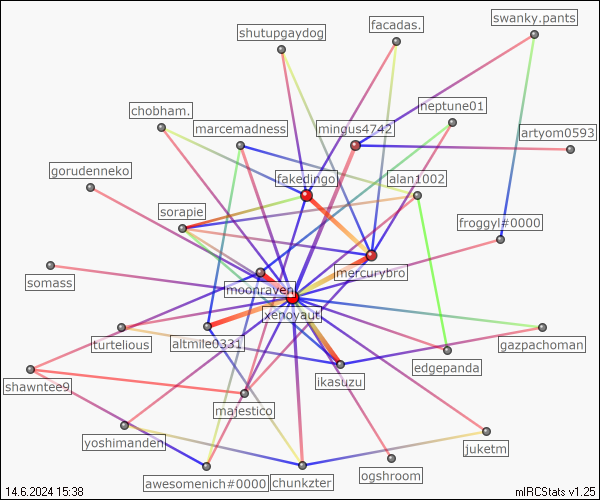 swanky.pants
facadas.
shutupgaydog
neptune01
chobham.
marcemadness
mingus4742
artyom0593
gorudenneko
fakedingo
alan1002
sorapie
froggyl#0000
mercurybro
somass
moonraven
xenoyaut
turtelious
altmile0331
gazpachoman
edgepanda
shawntee9
ikasuzu
majestico
yoshimanden
juketm
awesomenich#0000
chunkzter
ogshroom
14.6.2024 15:38
mIRCStats v1.25